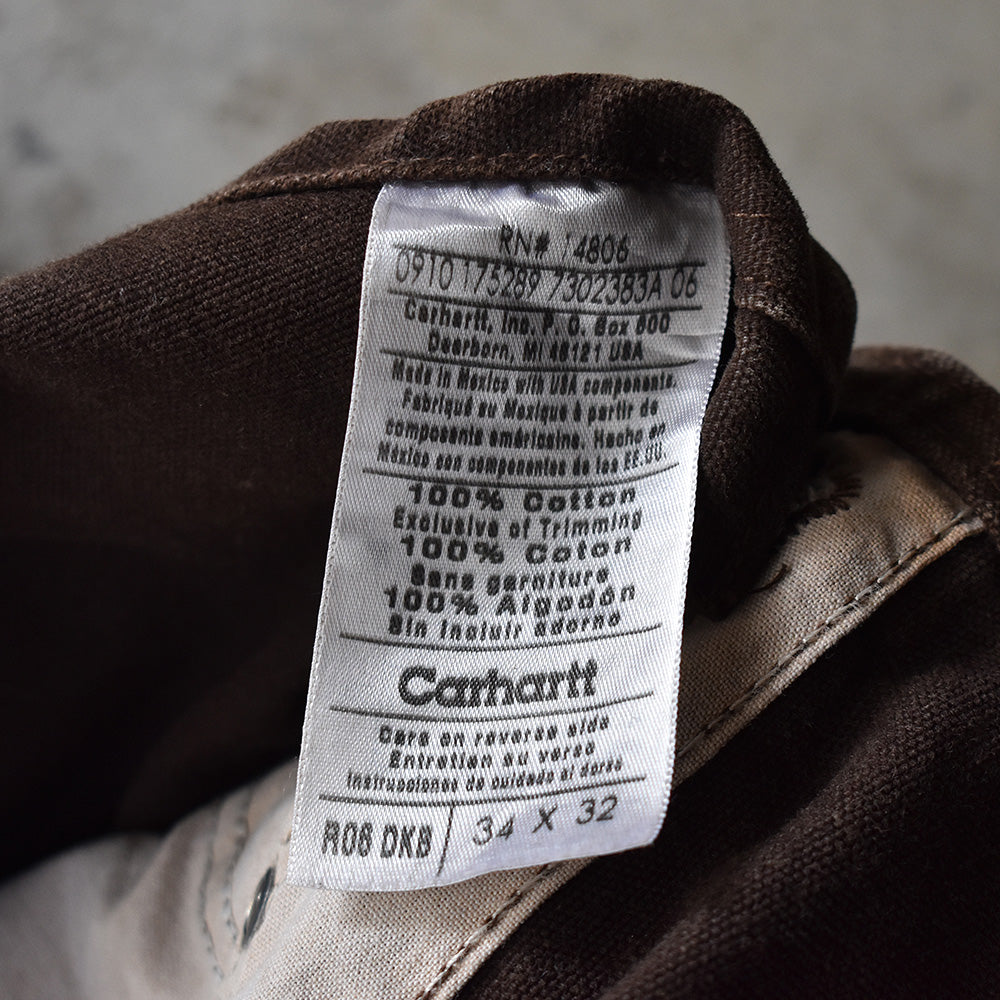 RN# 14806
0910 175289 7302383A 06
Carhartt, Inc. P. O. Box 600
Dearborn, MI 48121 USA
Made in Mexico with USA components.
Fabriqué au Mexique à partir de
composants américains. Hecho en
México con componentes de los EE.UU.
100% Cotton
Exclusive of Trimming
100% Coton
Sans garniture
100% Algodón
Sin incluir adorno
Carhartt
Care on reverse side
Entretien au verso
Instrucciones de cuidado al dorso
R08 DKB 34 X 32